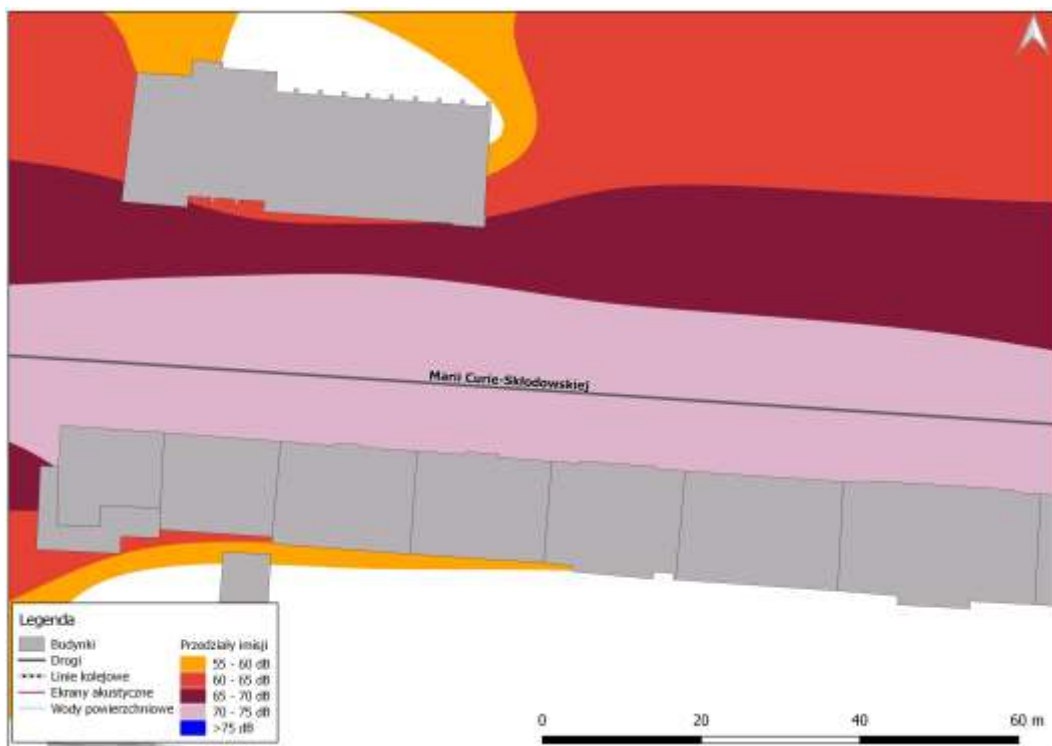 Marii Curie-Skłodowskiej
Legenda
Budynki
Drogi
Linie kolejowe
Ekrany akustyczne
Wody powierzchniowe
Przedziały imisji
55 - 60 dB
60 - 65 dB
65 - 70 dB
70 - 75 dB
>75 dB
0 20 40 60 m